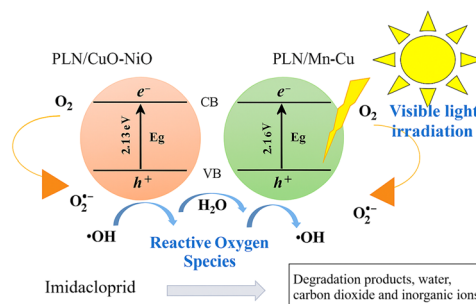 PLN/CuO-NiO
PLN/Mn-Cu
O₂
e⁻
CB
e⁻
O₂
Visible light
irradiation
2.13 eV
Eg
2.16 V
Eg
h⁺
VB
h⁺
O₂•⁻
H₂O
O₂•⁻
•OH
•OH
Reactive Oxygen
Species
Imidacloprid
Degradation products, water,
carbon dioxide and inorganic ions